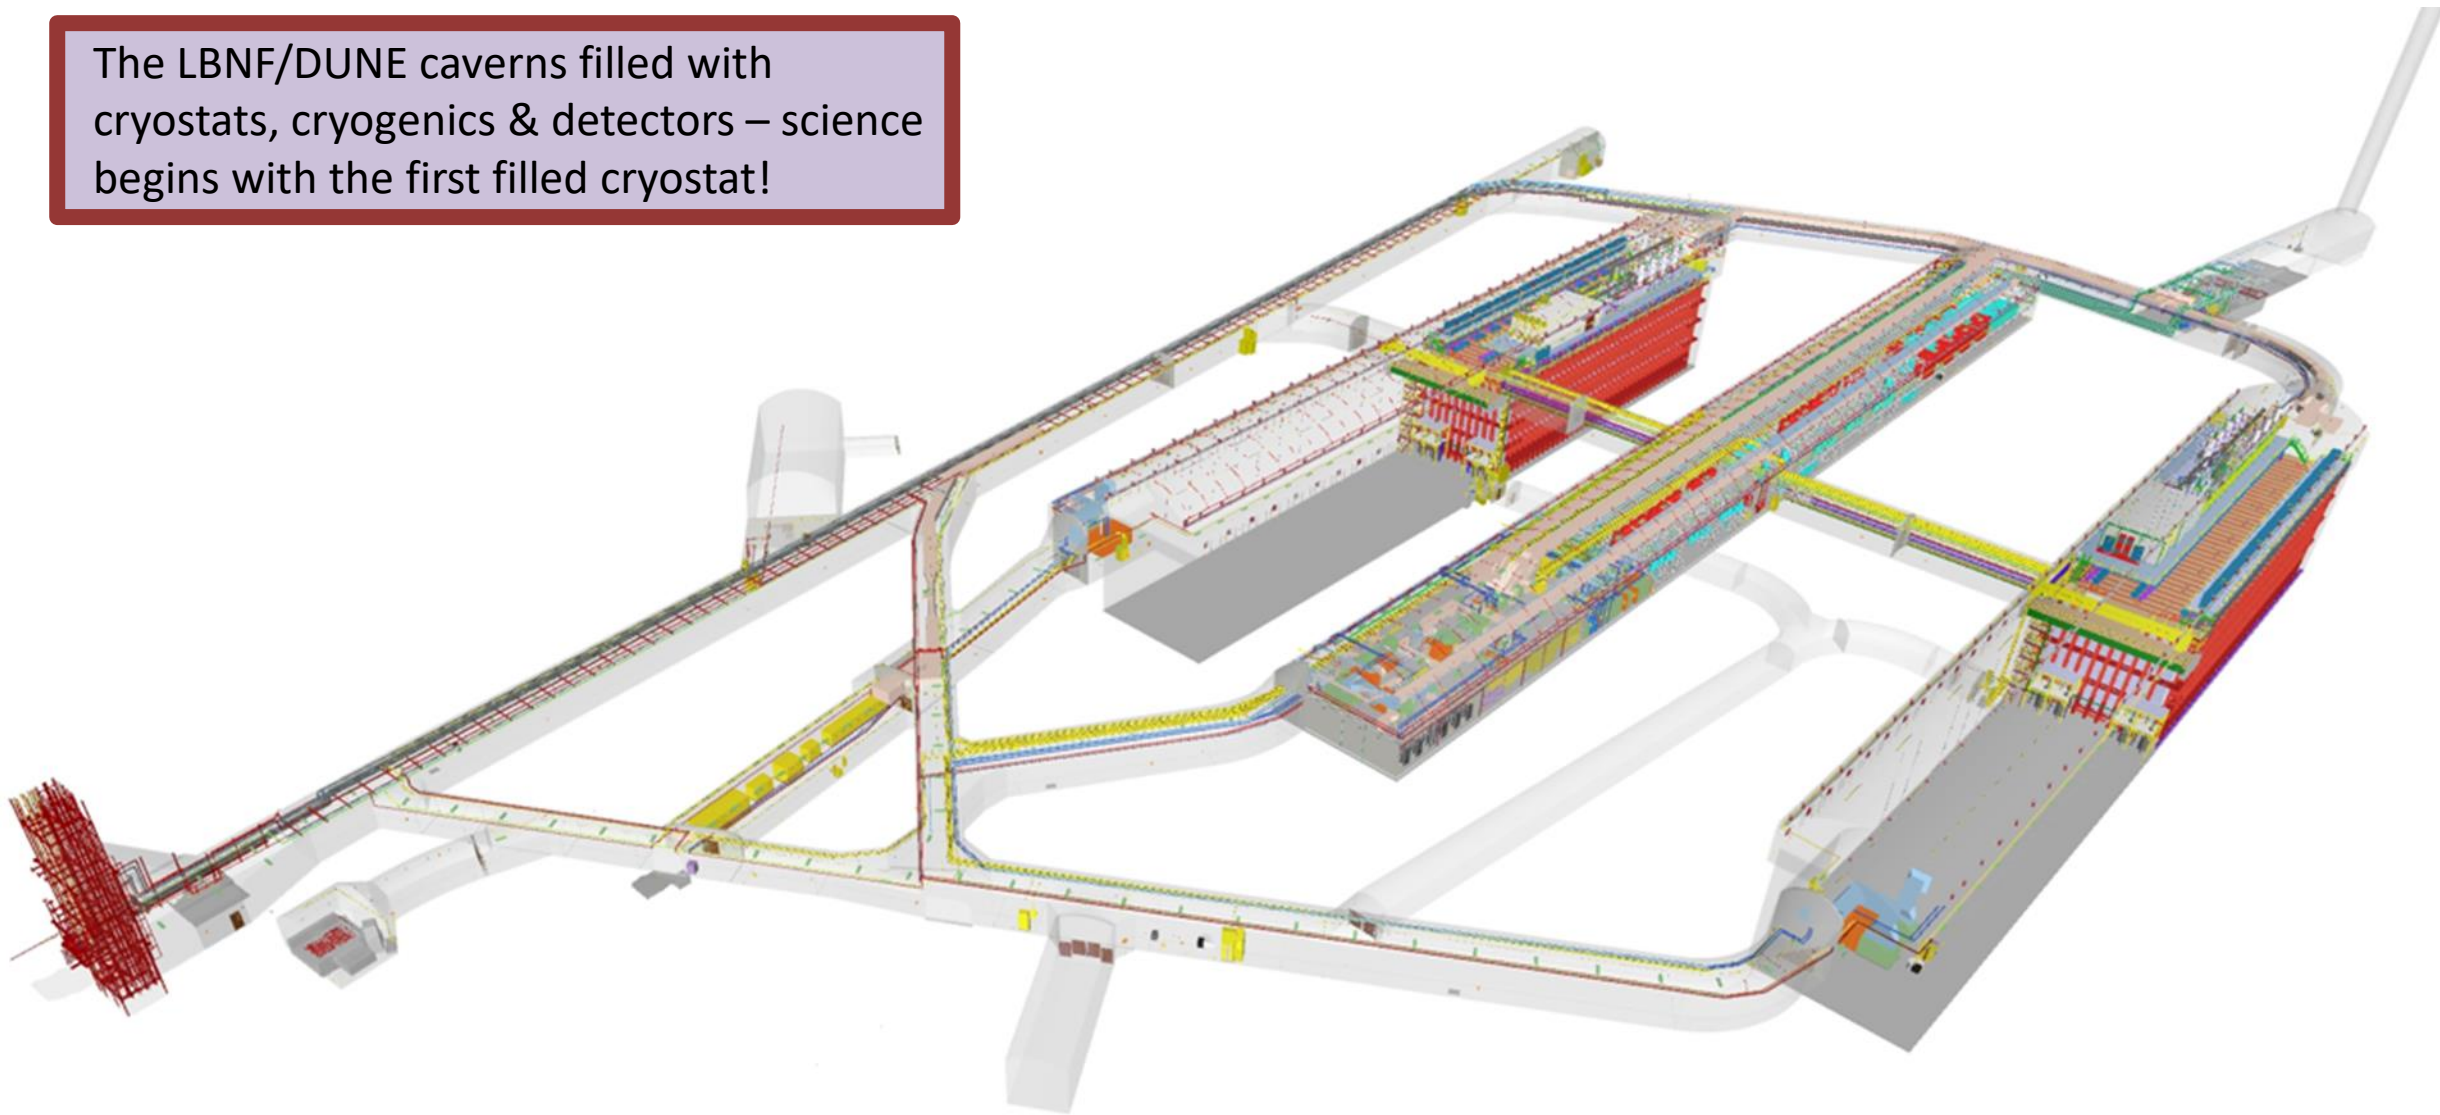 The LBNF/DUNE caverns filled with
cryostats, cryogenics & detectors – science
begins with the first filled cryostat!